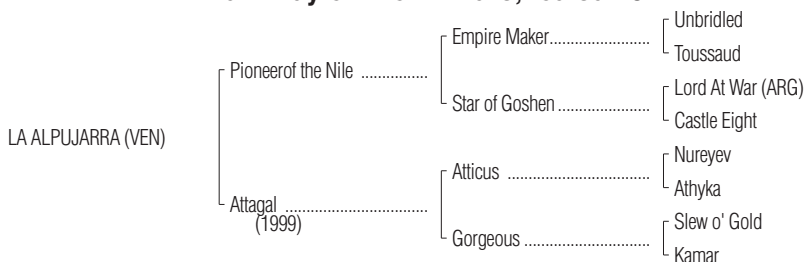 Unbridled
Empire Maker
Toussaud
Pioneerof the Nile
Lord At War (ARG)
Star of Goshen
Castle Eight
LA ALPUJARRA (VEN)
Nureyev
Atticus
Athyka
Attagal
(1999)
Slew o' Gold
Gorgeous
Kamar